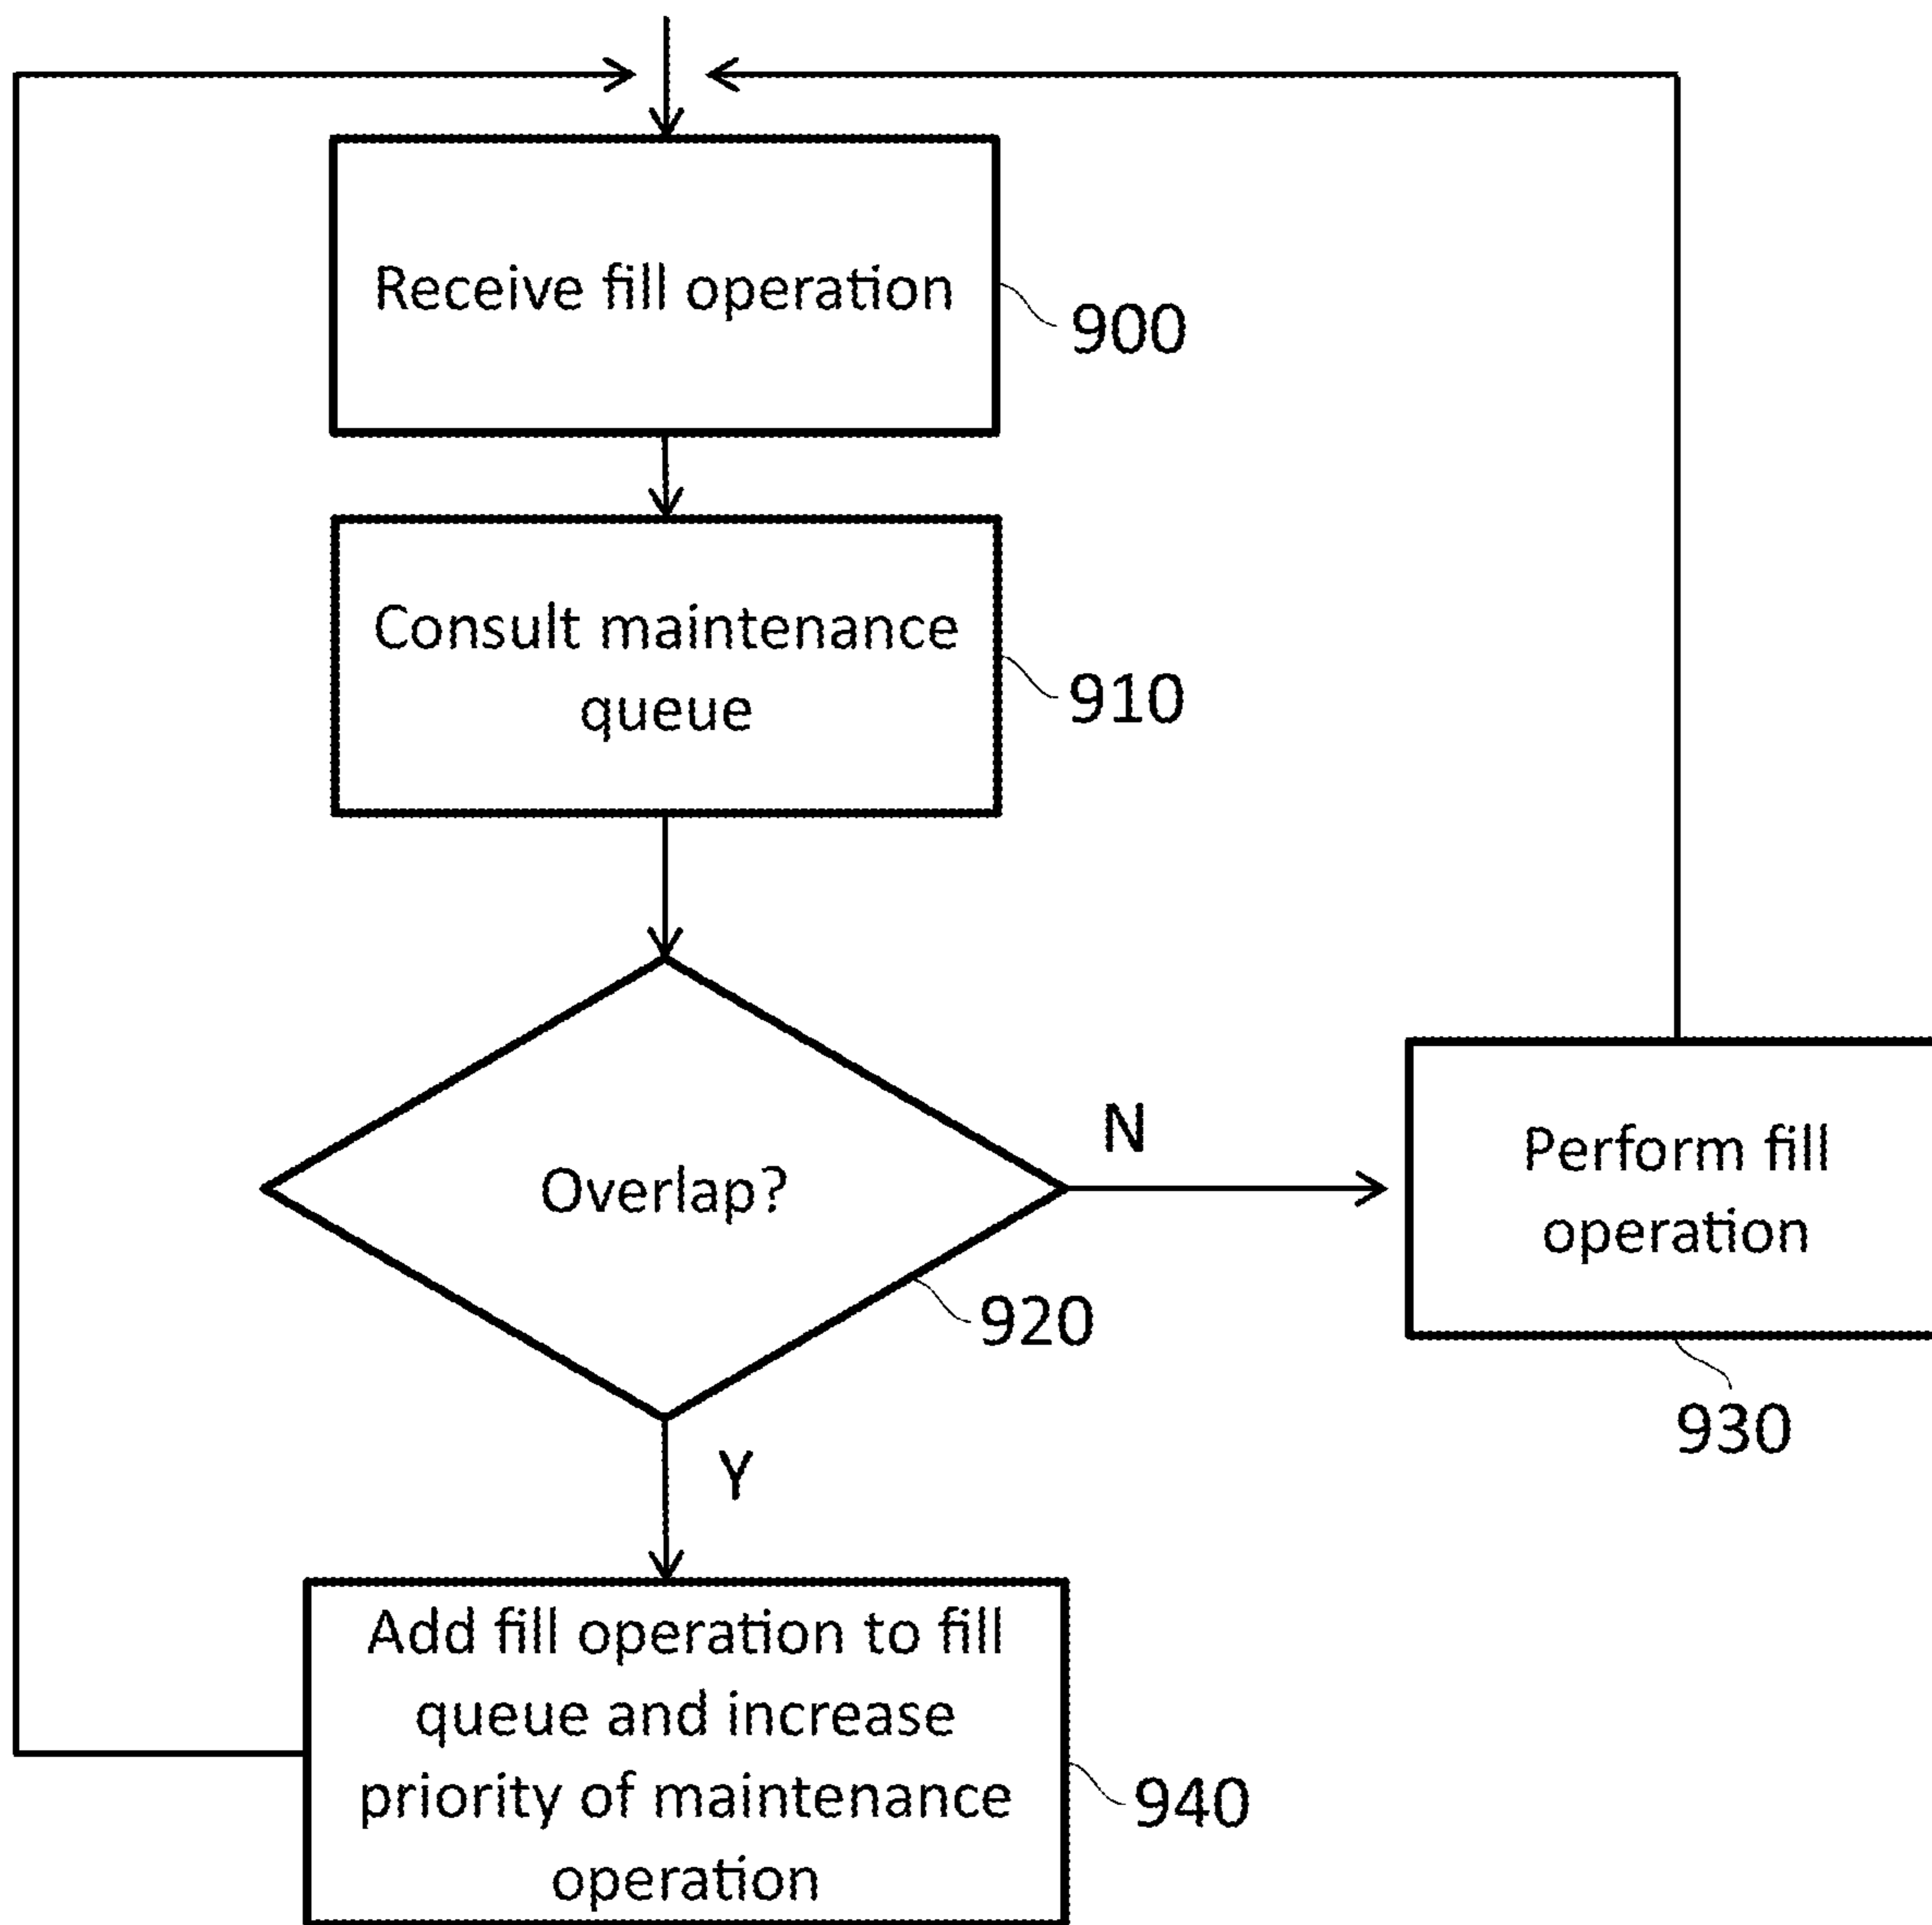 Receive fill operation
900
Consult maintenance
queue
910
Overlap?
N
920
Perform fill
operation
930
Y
Add fill operation to fill
queue and increase
priority of maintenance
operation
940